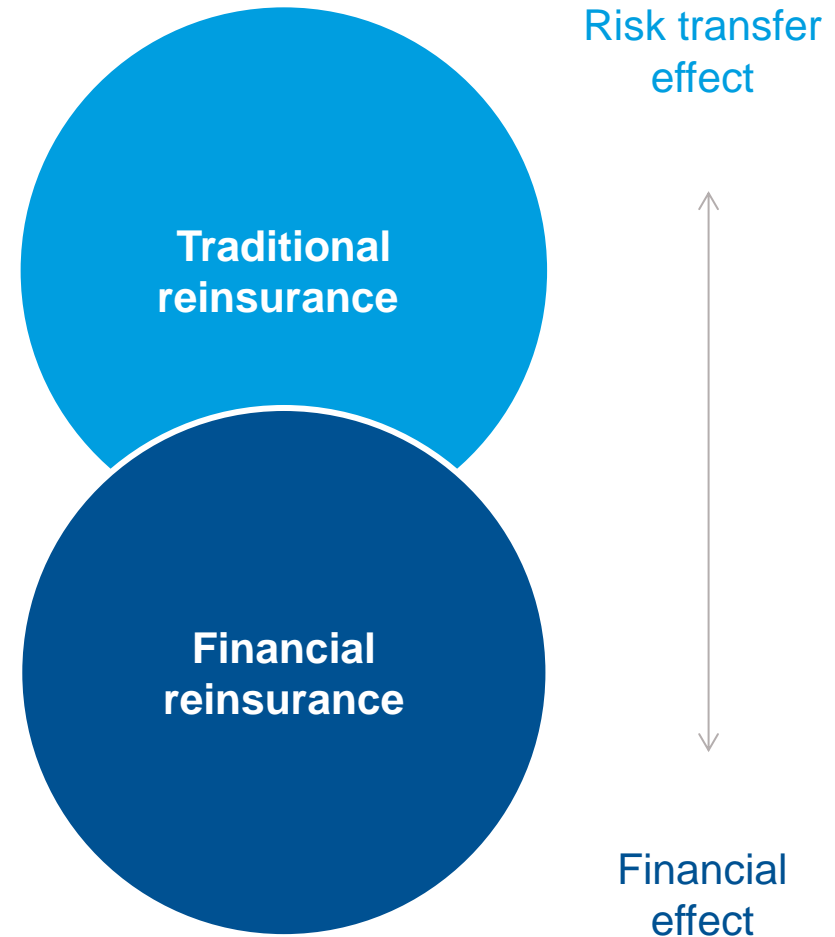 Risk transfer
effect
Traditional
reinsurance
Financial
reinsurance
Financial
effect